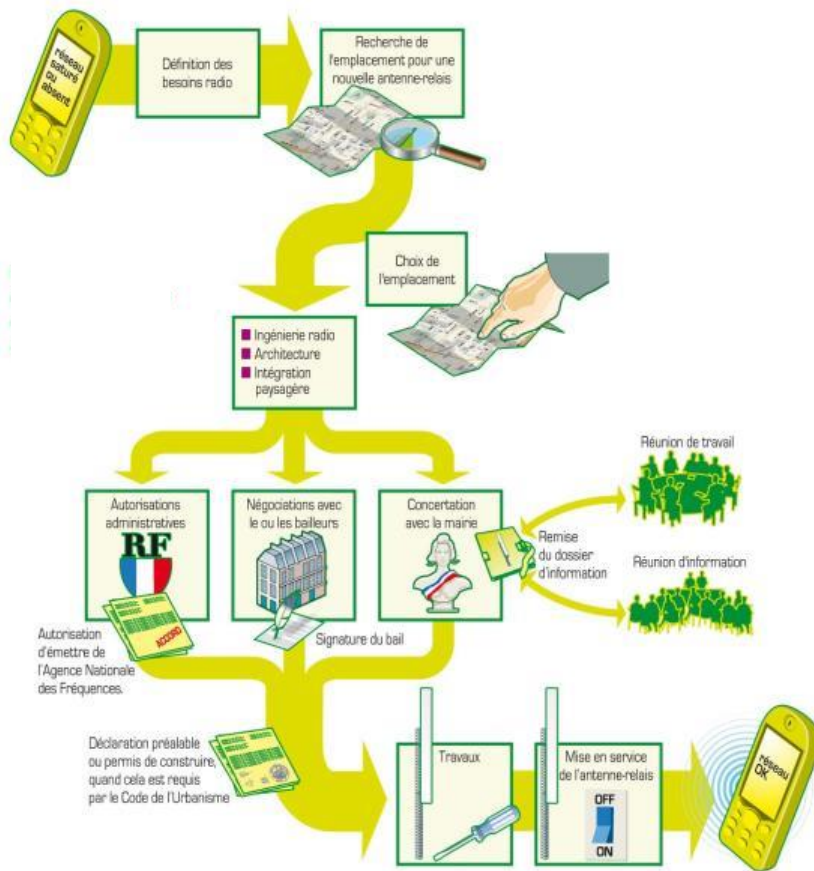 réseau
saturé
ou
absent
Définition des
besoins radio
Recherche de
l'emplacement pour une
nouvelle antenne-relais
Choix de
l'emplacement
Ingénierie radio
Architecture
Intégration
paysagère
Autorisations
administratives
RF
ACCORD
Autorisation
d'émettre de
l'Agence Nationale
des Fréquences.
Négociations avec
le ou les bailleurs
Signature du bail
Concertation
avec la mairie
Remise
du dossier
d'information
Réunion de travail
Réunion d'information
Déclaration préalable
ou permis de construire,
quand cela est requis
par le Code de l'Urbanisme
Travaux
Mise en service
de l'antenne-relais
OFF
ON
réseau
OK